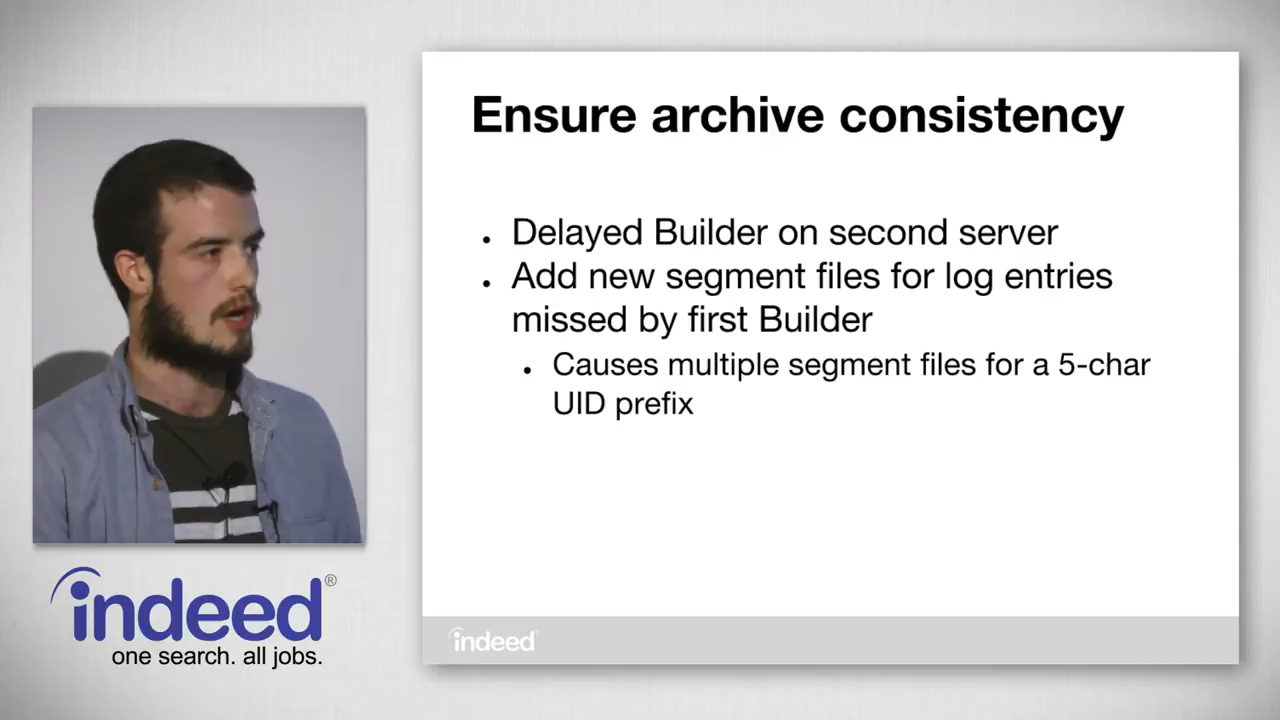 Ensure archive consistency
• Delayed Builder on second server
• Add new segment files for log entries
missed by first Builder
• Causes multiple segment files for a 5-char
UID prefix
indeed®
one search. all jobs.
indeed